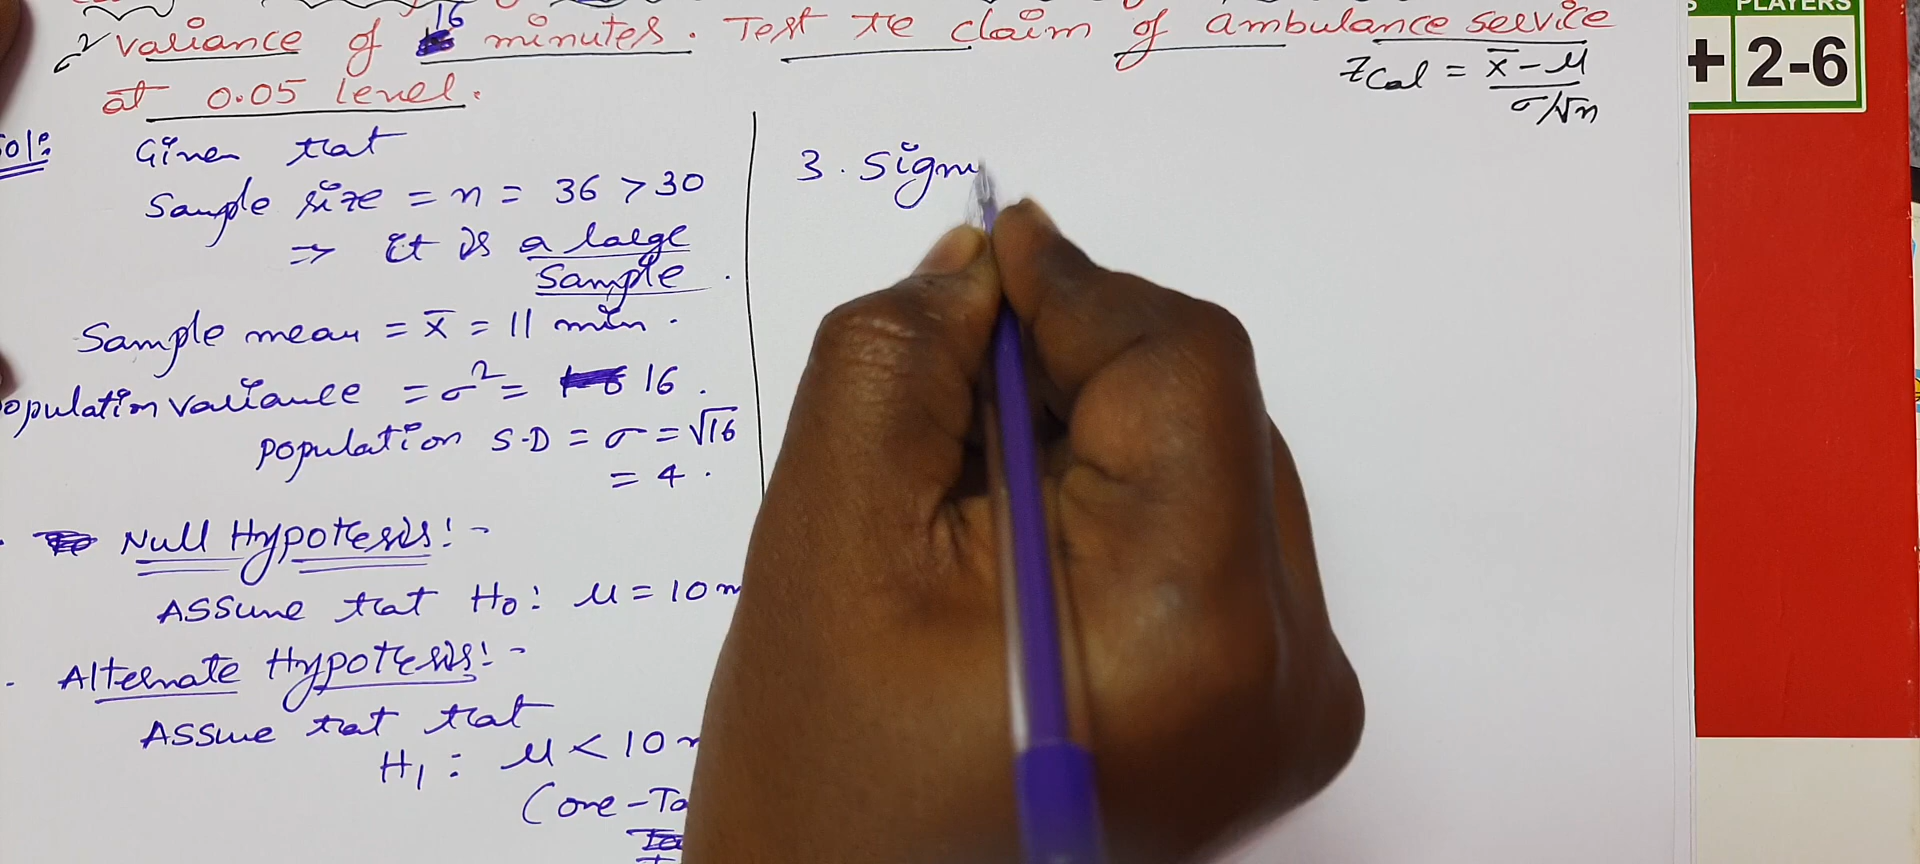 16
variance of minutes. Test the claim of ambulance service
at 0.05 level.
Zcal = x̄ - μ / σ/√n
Sol:
Given that
Sample size = n = 36 > 30
⇒ It is a large
Sample.
Sample mean = x̄ = 11 min.
population variance = σ² = 16.
population S.D = σ = √16
= 4.
Null Hypothesis:-
Assume that H₀: μ = 10 m
Alternate Hypothesis:-
Assume that that
H₁: μ < 10
(one-Ta
3. Signi
PLAYERS
+ 2-6